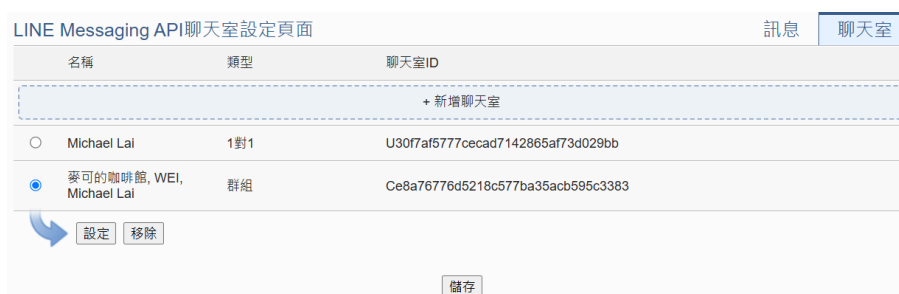 LINE Messaging API聊天室設定頁面 訊息 聊天室
名稱 類型 聊天室ID
+ 新增聊天室
Michael Lai 1對1 U30f7af5777cecad7142865af73d029bb
麥可的咖啡館, WEI,
Michael Lai 群組 Ce8a76776d5218c577ba35acb595c3383
設定 移除
儲存